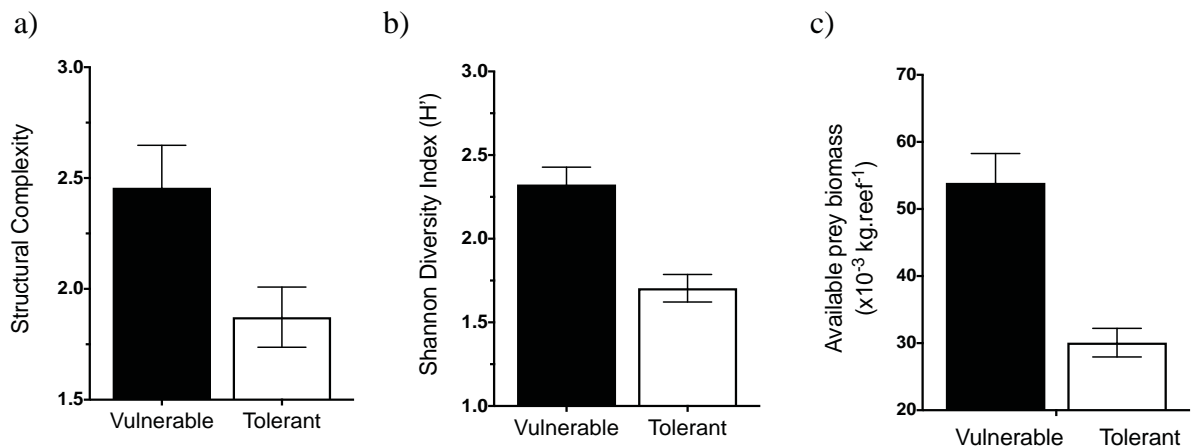 a)
Structural Complexity
3.0
2.5
2.0
1.5
Vulnerable
Tolerant
b)
Shannon Diversity Index (H')
3.0
2.5
2.0
1.5
1.0
Vulnerable
Tolerant
c)
Available prey biomass
(x10⁻³ kg.reef⁻¹)
70
60
50
40
30
20
Vulnerable
Tolerant